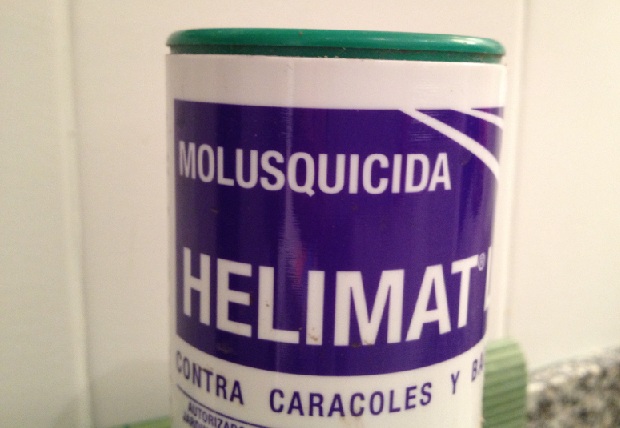 MOLUSQUICIDA
HELIMAT®
CONTRA CARACOLES Y